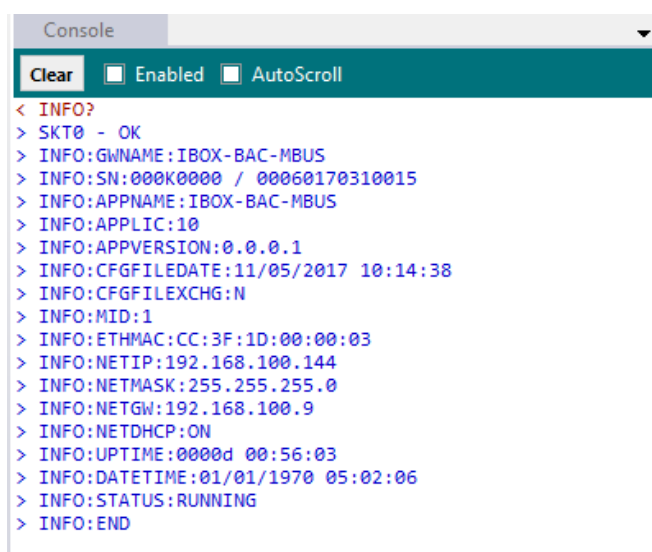 Console
Clear Enabled AutoScroll
< INFO?
> SKT0 - OK
> INFO:GWNAME:IBOX-BAC-MBUS
> INFO:SN:000K0000 / 00060170310015
> INFO:APPNAME:IBOX-BAC-MBUS
> INFO:APPLIC:10
> INFO:APPVERSION:0.0.0.1
> INFO:CFGFILEDATE:11/05/2017 10:14:38
> INFO:CFGFILEXCHG:N
> INFO:MID:1
> INFO:ETHMAC:CC:3F:1D:00:00:03
> INFO:NETIP:192.168.100.144
> INFO:NETMASK:255.255.255.0
> INFO:NETGW:192.168.100.9
> INFO:NETDHCP:ON
> INFO:UPTIME:0000d 00:56:03
> INFO:DATETIME:01/01/1970 05:02:06
> INFO:STATUS:RUNNING
> INFO:END